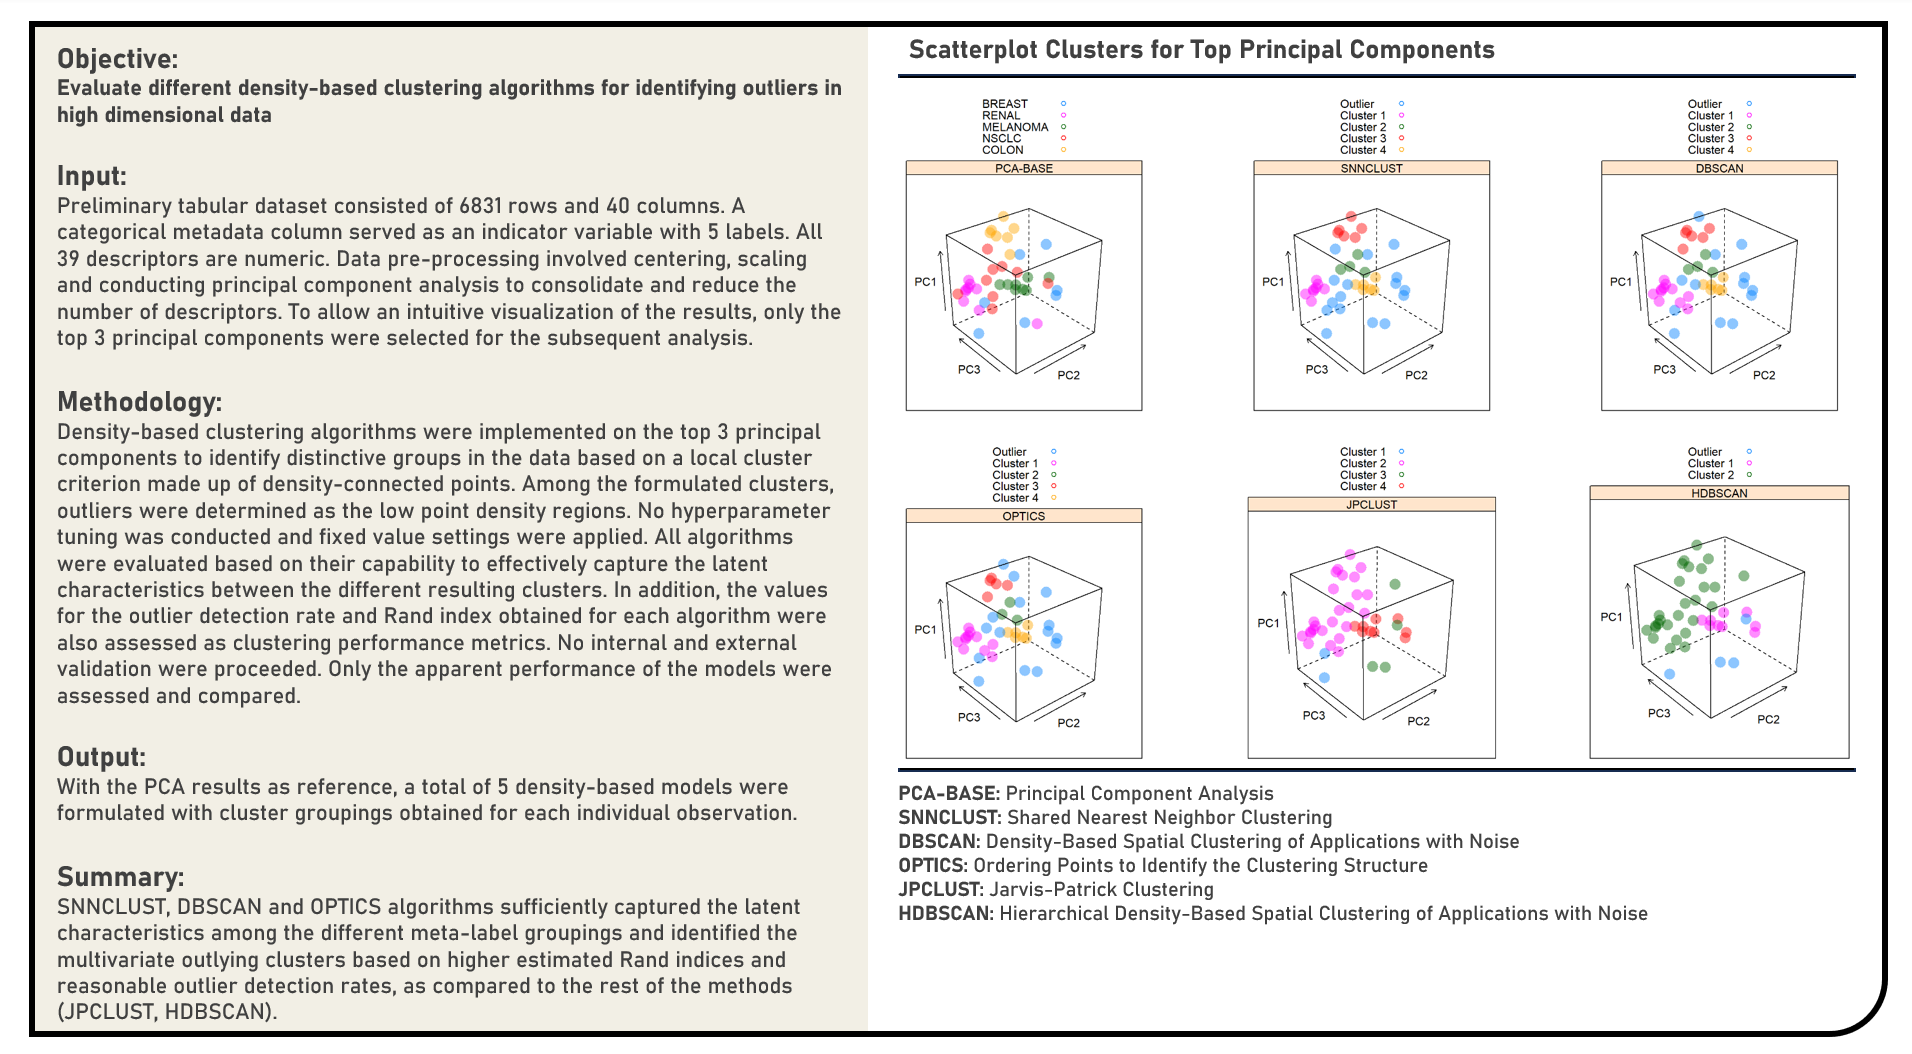 Objective:
Evaluate different density-based clustering algorithms for identifying outliers in
high dimensional data
Input:
Preliminary tabular dataset consisted of 6831 rows and 40 columns. A
categorical metadata column served as an indicator variable with 5 labels. All
39 descriptors are numeric. Data pre-processing involved centering, scaling
and conducting principal component analysis to consolidate and reduce the
number of descriptors. To allow an intuitive visualization of the results, only the
top 3 principal components were selected for the subsequent analysis.
Methodology:
Density-based clustering algorithms were implemented on the top 3 principal
components to identify distinctive groups in the data based on a local cluster
criterion made up of density-connected points. Among the formulated clusters,
outliers were determined as the low point density regions. No hyperparameter
tuning was conducted and fixed value settings were applied. All algorithms
were evaluated based on their capability to effectively capture the latent
characteristics between the different resulting clusters. In addition, the values
for the outlier detection rate and Rand index obtained for each algorithm were
also assessed as clustering performance metrics. No internal and external
validation were proceeded. Only the apparent performance of the models were
assessed and compared.
Output:
With the PCA results as reference, a total of 5 density-based models were
formulated with cluster groupings obtained for each individual observation.
Summary:
SNNCLUST, DBSCAN and OPTICS algorithms sufficiently captured the latent
characteristics among the different meta-label groupings and identified the
multivariate outlying clusters based on higher estimated Rand indices and
reasonable outlier detection rates, as compared to the rest of the methods
(JPCLUST, HDBSCAN).
Scatterplot Clusters for Top Principal Components
BREAST
RENAL
MELANOMA
NSCLC
COLON
PCA-BASE
PC1
PC3
PC2
Outlier
Cluster 1
Cluster 2
Cluster 3
Cluster 4
SNNCLUST
PC1
PC3
PC2
Outlier
Cluster 1
Cluster 2
Cluster 3
Cluster 4
DBSCAN
PC1
PC3
PC2
Outlier
Cluster 1
Cluster 2
Cluster 3
Cluster 4
OPTICS
PC1
PC3
PC2
Cluster 1
Cluster 2
Cluster 3
Cluster 4
JPCLUST
PC1
PC3
PC2
Outlier
Cluster 1
Cluster 2
HDBSCAN
PC1
PC3
PC2
PCA-BASE: Principal Component Analysis
SNNCLUST: Shared Nearest Neighbor Clustering
DBSCAN: Density-Based Spatial Clustering of Applications with Noise
OPTICS: Ordering Points to Identify the Clustering Structure
JPCLUST: Jarvis-Patrick Clustering
HDBSCAN: Hierarchical Density-Based Spatial Clustering of Applications with Noise